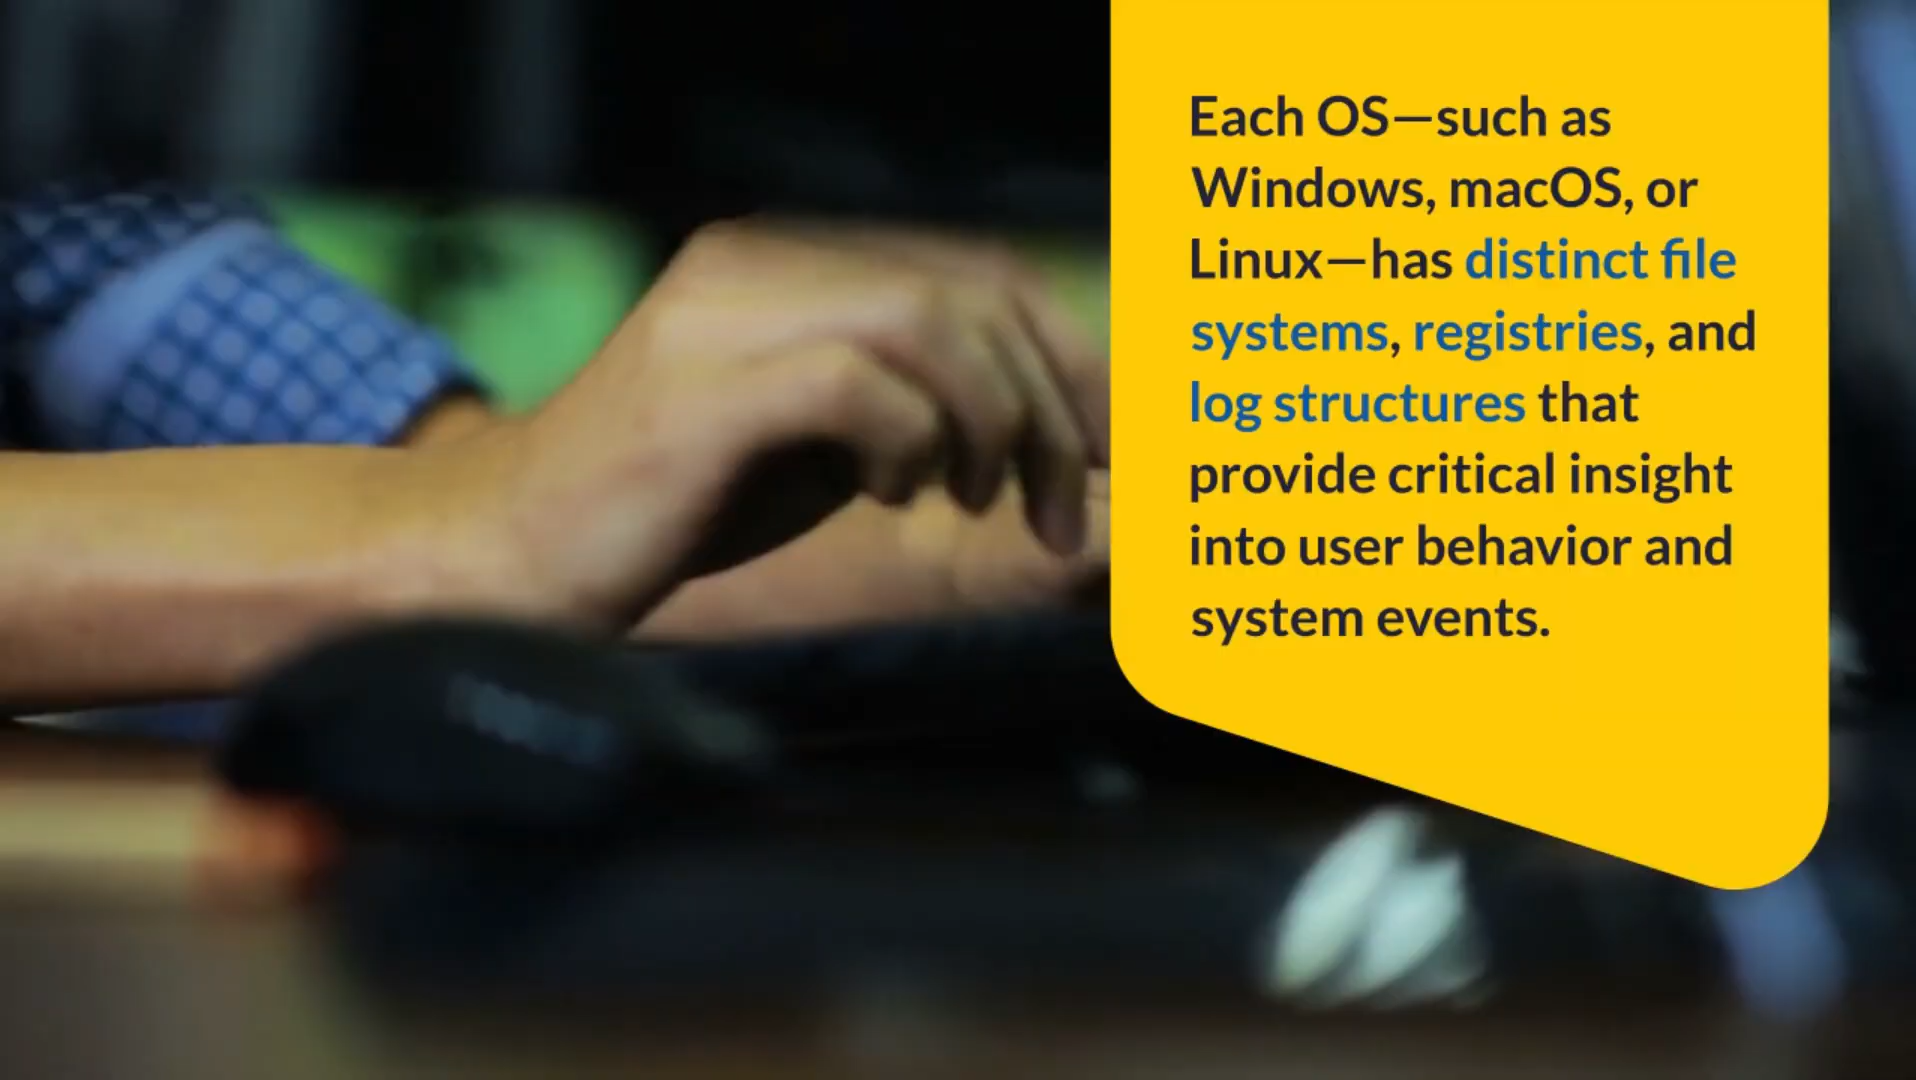 Each OS—such as
Windows, macOS, or
Linux—has distinct file
systems, registries, and
log structures that
provide critical insight
into user behavior and
system events.